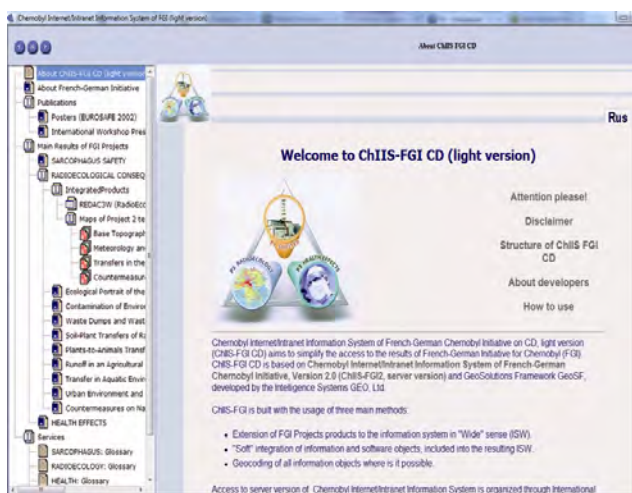 (Chernobyl Internet/Intranet Information System of FGI (light version)
About ChIIS FGI CD
About ChIIS-FGI CD (light version
About French-German Initiative
Publications
Posters (EUROSAFE 2002)
International Workshop Pres
Main Results of FGI Projects
SARCOPHAGUS SAFETY
RADIOECOLOGICAL CONSEQ
IntegratedProducts
REDAC3W (RadioEco
Maps of Project 2 te
Base Topograph
Meteorology an
Transfers in the
Countermeasur
Ecological Portrait of the
Contamination of Enviro
Waste Dumps and Wast
Soil-Plant Transfers of Ra
Plants-to-Animals Transf
Runoff in an Agricultural
Transfer in Aquatic Envir
Urban Environment and
Countermeasures on Na
HEALTH EFFECTS
Services
SARCOPHAGUS: Glossary
RADIOECOLOGY: Glossary
HEALTH: Glossary
Rus
Welcome to ChIIS-FGI CD (light version)
P2 RADIOECOLOGY
P3 HEALTH EFFECTS
Attention please!
Disclaimer
Structure of ChIIS FGI
CD
About developers
How to use
Chernobyl Internet/Intranet Information System of French-German Chernobyl Initiative on CD, light version
(ChIIS-FGI CD) aims to simplify the access to the results of French-German Initiative for Chernobyl (FGI).
ChIIS-FGI CD is based on Chernobyl Internet/Intranet Information System of French-German
Chernobyl Initiative, Version 2.0 (ChIIS-FGI2, server version) and GeoSolutions Framework GeoSF,
developed by the Intelligence Systems GEO, Ltd.
ChIIS-FGI is built with the usage of three main methods:
• Extension of FGI Projects products to the information system in "Wide" sense (ISW).
• "Soft" integration of information and software objects, included into the resulting ISW.
• Geocoding of all information objects where is it possible.
Access to server version of Chernobyl Internet/Intranet Information System is organized through International